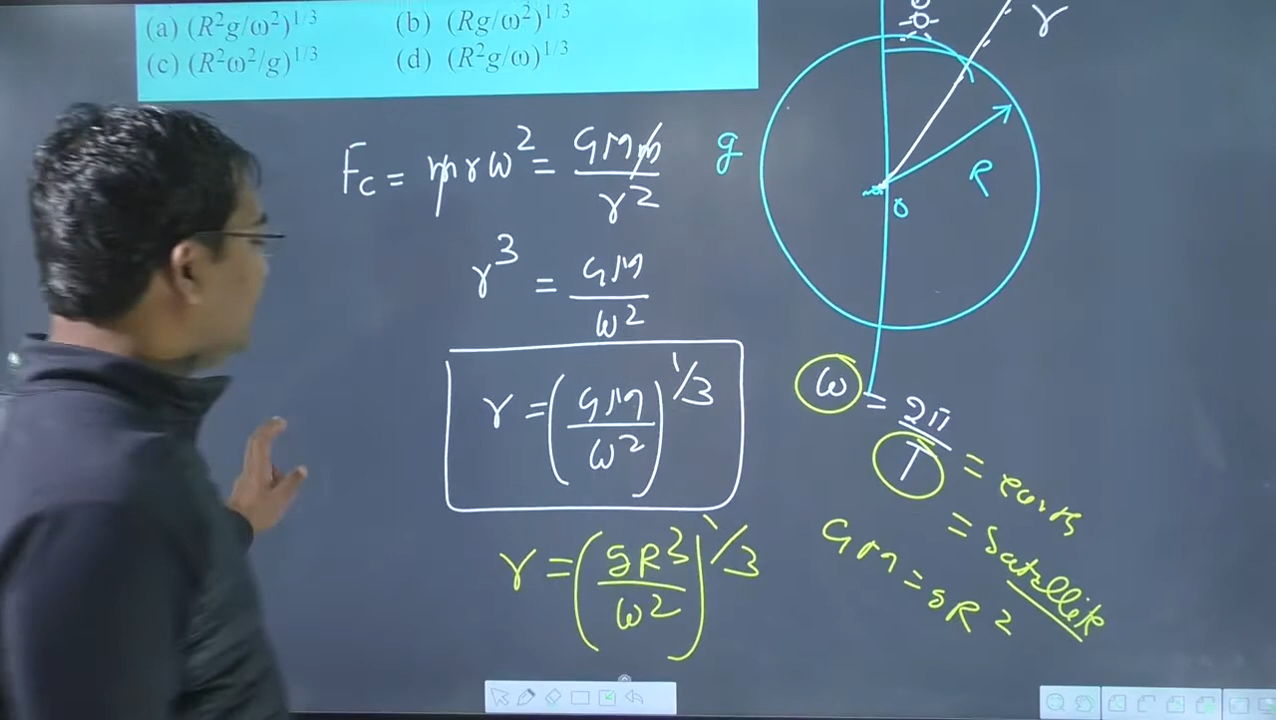 (a) (R²g/ω²)^1/3 (b) (Rg/ω²)^1/3
(c) (R²ω²/g)^1/3 (d) (R²g/ω)^1/3
Fc = mrω² = GMm/r²
r³ = GM/ω²
r = (GM/ω²)^1/3
r = (gR²/ω²)^1/3
r
g
R
O
ω = 2π/T = earth
= Satellite
GM = gR²